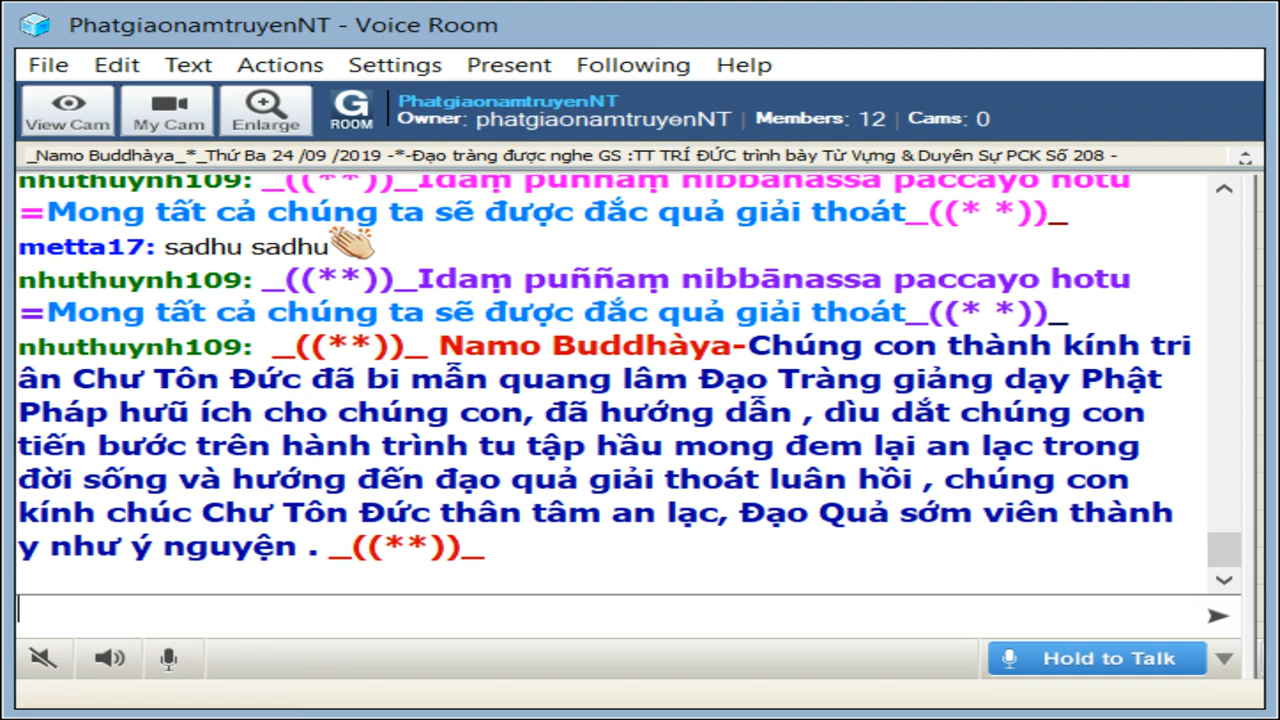 PhatgiaonamtruyenNT - Voice Room
File Edit Text Actions Settings Present Following Help
View Cam My Cam Enlarge G ROOM
PhatgiaonamtruyenNT
Owner: phatgiaonamtruyenNT | Members: 12 | Cams: 0
_Namo Buddhàya_*_Thứ Ba 24 /09 /2019 -*-Đạo tràng được nghe GS :TT TRÍ ĐỨC trình bày Từ Vựng & Duyên Sự PCK Số 208 -
nhuthuynh109: _((**))_Idaṃ puññaṃ nibbānassa paccayo hotu
=Mong tất cả chúng ta sẽ được đắc quả giải thoát_((* *))_
metta17: sadhu sadhu
nhuthuynh109: _((**))_Idaṃ puññaṃ nibbānassa paccayo hotu
=Mong tất cả chúng ta sẽ được đắc quả giải thoát_((* *))_
nhuthuynh109: _((**))_ Namo Buddhàya-Chúng con thành kính tri
ân Chư Tôn Đức đã bi mẫn quang lâm Đạo Tràng giảng dạy Phật
Pháp hưũ ích cho chúng con, đã hướng dẫn , dìu dắt chúng con
tiến bước trên hành trình tu tập hầu mong đem lại an lạc trong
đời sống và hướng đến đạo quả giải thoát luân hồi , chúng con
kính chúc Chư Tôn Đức thân tâm an lạc, Đạo Quả sớm viên thành
y như ý nguyện . _((**))_
Hold to Talk